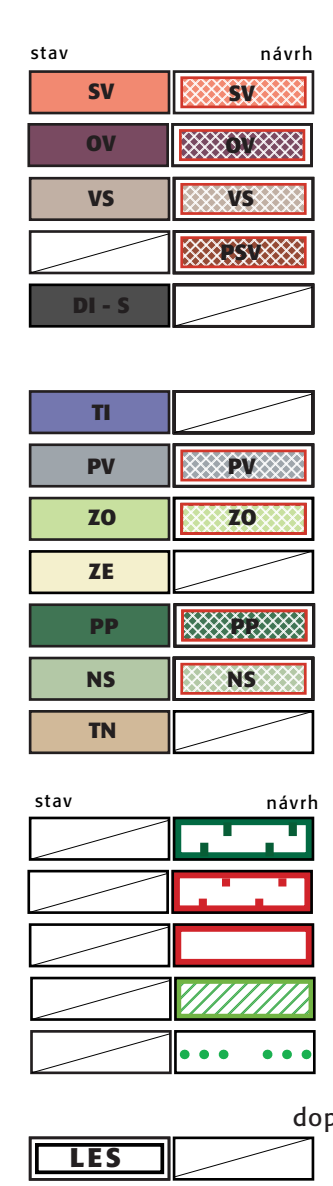 stav návrh
SV SV
OV OV
VS VS
PSV
DI - S
TI
PV PV
ZO ZO
ZE
PP PP
NS NS
TN
stav návrh
dop
LES